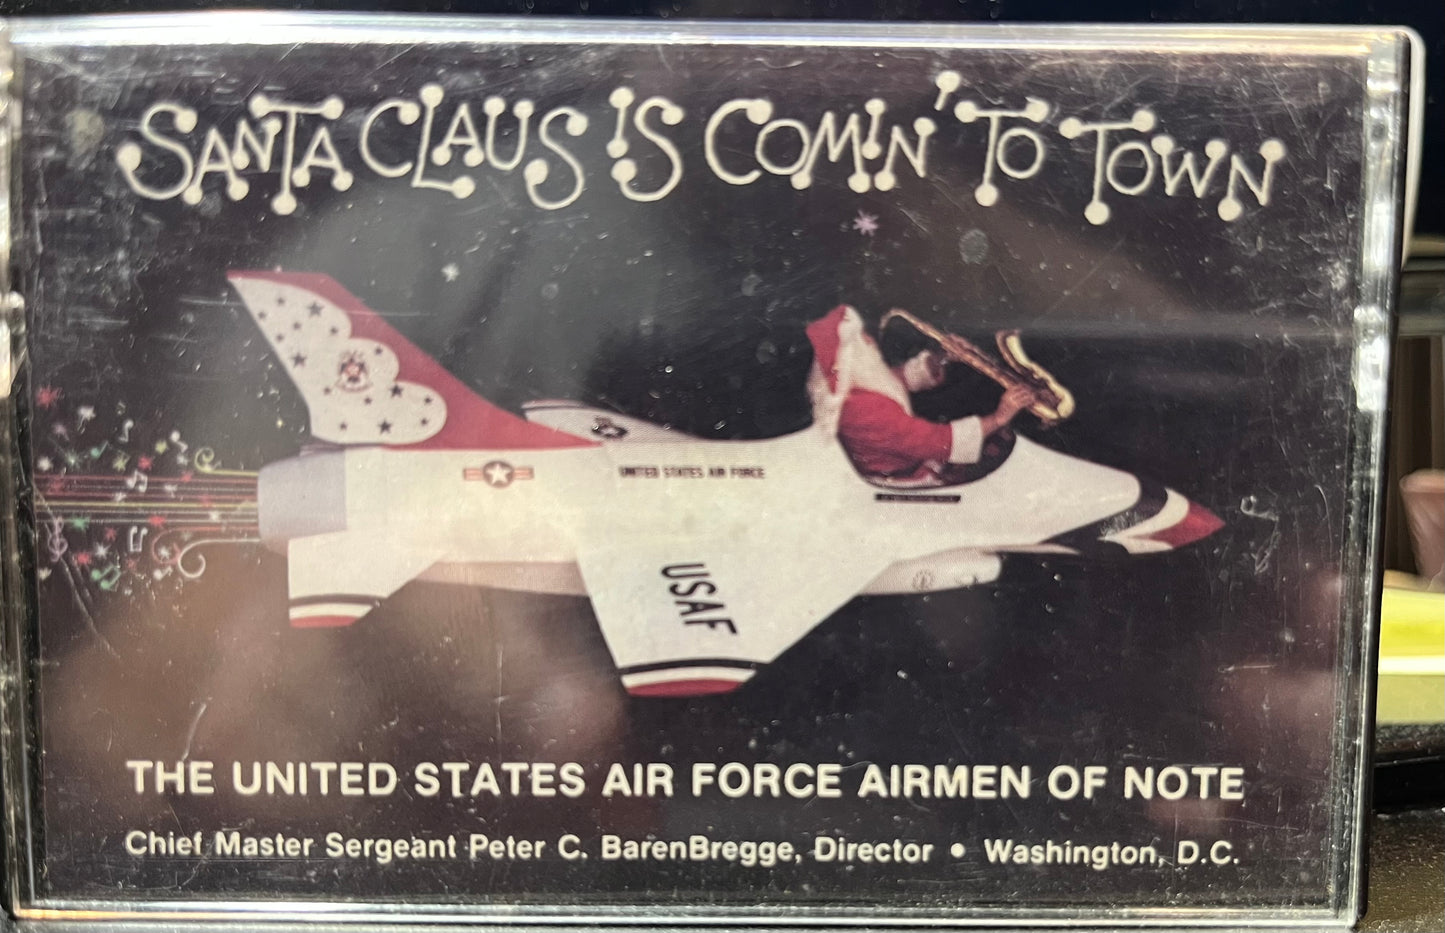 SANTA CLAUS IS COMIN' TO TOWN
UNITED STATES AIR FORCE
USAF
THE UNITED STATES AIR FORCE AIRMEN OF NOTE
Chief Master Sergeant Peter C. BarenBregge, Director • Washington, D.C.